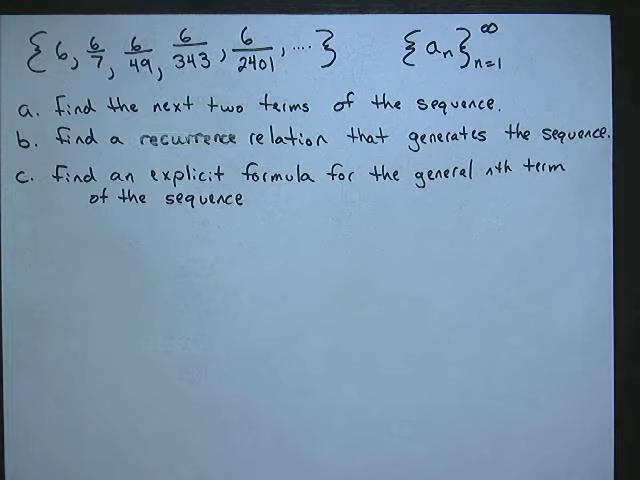 {6, 6/7, 6/49, 6/343, 6/2401, ....} {aₙ}ₙ₌₁^∞
a. Find the next two terms of the sequence.
b. Find a recurrence relation that generates the sequence.
c. Find an explicit formula for the general nth term
of the sequence